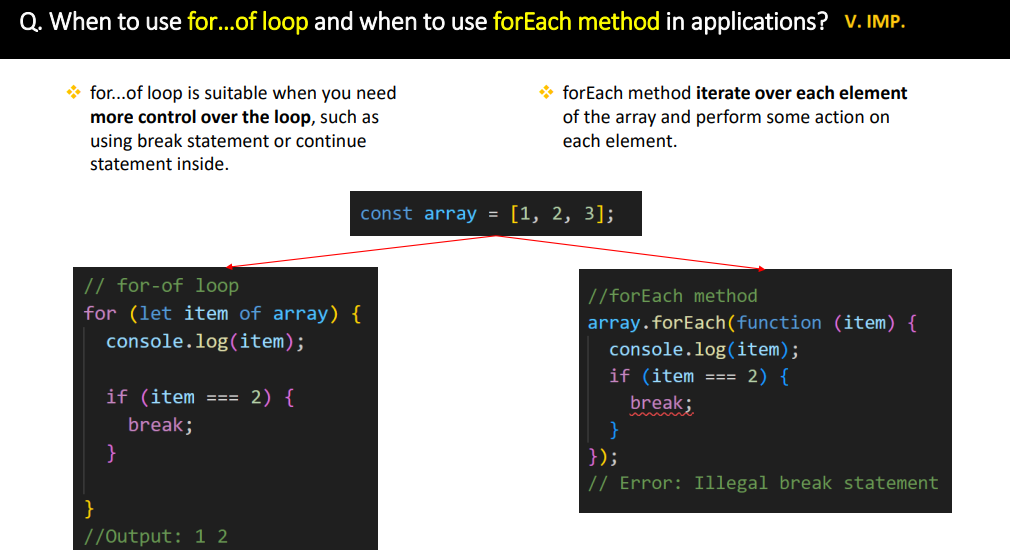 Q. When to use for...of loop and when to use forEach method in applications? V. IMP.
for...of loop is suitable when you need
more control over the loop, such as
using break statement or continue
statement inside.
forEach method iterate over each element
of the array and perform some action on
each element.
const array = [1, 2, 3];
// for-of loop
for (let item of array) {
  console.log(item);
  if (item === 2) {
    break;
  }
}
//Output: 1 2
//forEach method
array.forEach(function (item) {
  console.log(item);
  if (item === 2) {
    break;
  }
});
// Error: Illegal break statement